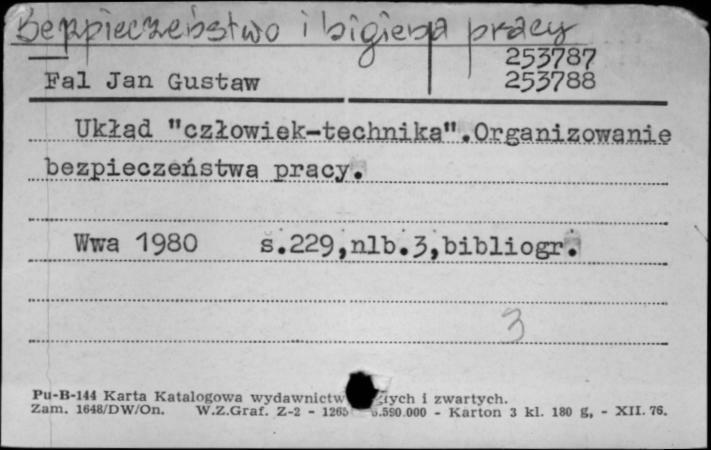 Bezpieczeństwo i higiena pracy
253787
Fal Jan Gustaw 253788
Układ "człowiek-technika".Organizowanie
bezpieczeństwa pracy.
Wwa 1980 s.229,nlb.3,bibliogr.
3
Pu-B-144 Karta Katalogowa wydawnictw i zwartych.
Zam. 1648/DW/On. W.Z.Graf. Z-2 - .590.000 - Karton 3 kl. 180 g, - XII. 76.